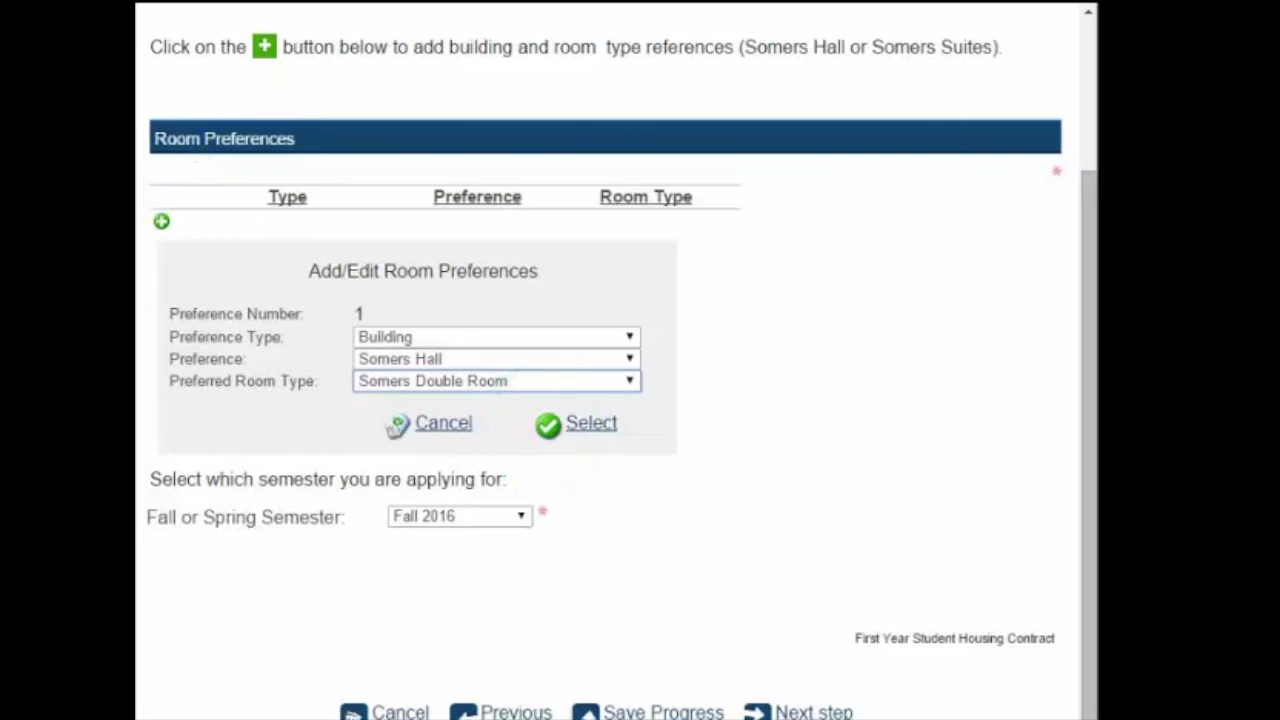 Click on the + button below to add building and room type references (Somers Hall or Somers Suites).
Room Preferences
*
Type Preference Room Type
Add/Edit Room Preferences
Preference Number: 1
Preference Type: Building
Preference: Somers Hall
Preferred Room Type: Somers Double Room
Cancel Select
Select which semester you are applying for:
Fall or Spring Semester: Fall 2016 *
First Year Student Housing Contract
Cancel Previous Save Progress Next step